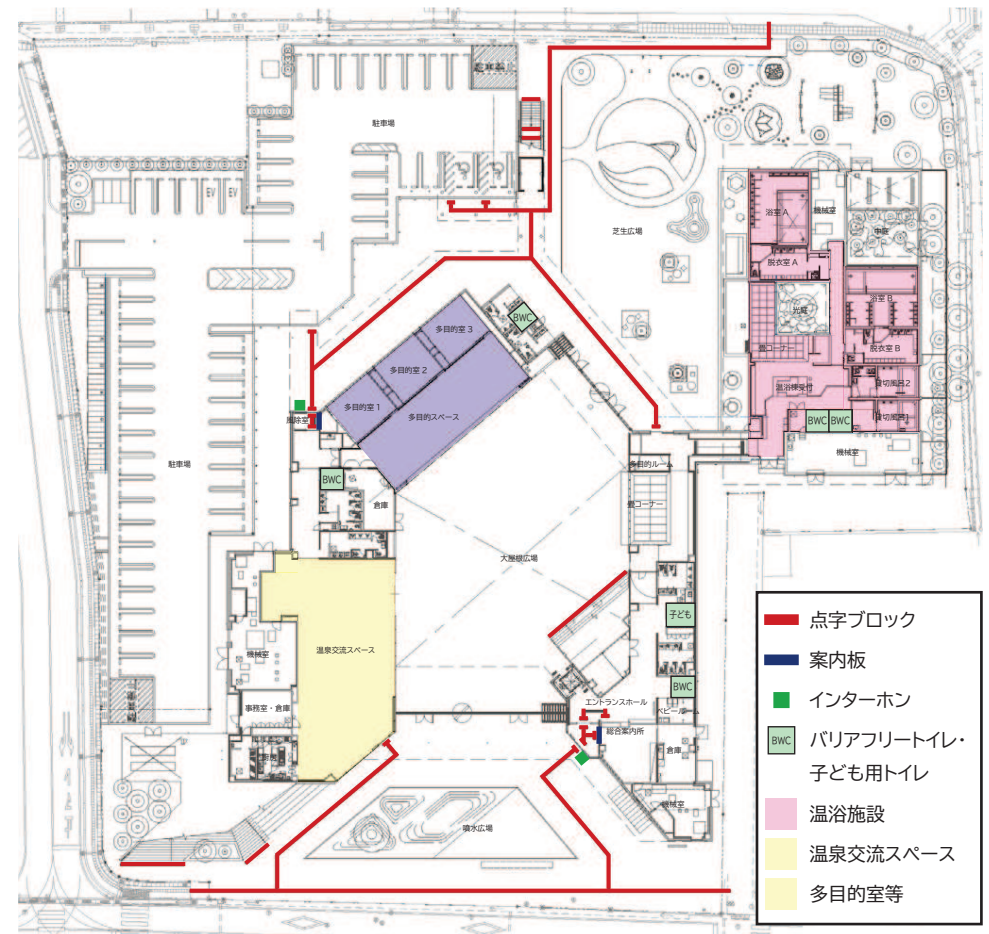 駐車場
EV
EV
芝生広場
浴室 A
機械室
中庭
脱衣室 A
浴室 B
光庭
畳コーナー
脱衣室 B
温浴棟受付
貸切風呂2
貸切風呂1
BWC
BWC
機械室
BWC
多目的室 3
多目的室 2
多目的室 1
多目的スペース
風除室
BWC
倉庫
駐車場
多目的ルーム
畳コーナー
大屋根広場
子ども
BWC
温泉交流スペース
機械室
事務室・倉庫
厨房
エントランスホール
ベビールーム
総合案内所
倉庫
機械室
噴水広場
点字ブロック
案内板
インターホン
BWC
バリアフリートイレ・
子ども用トイレ
温浴施設
温泉交流スペース
多目的室等